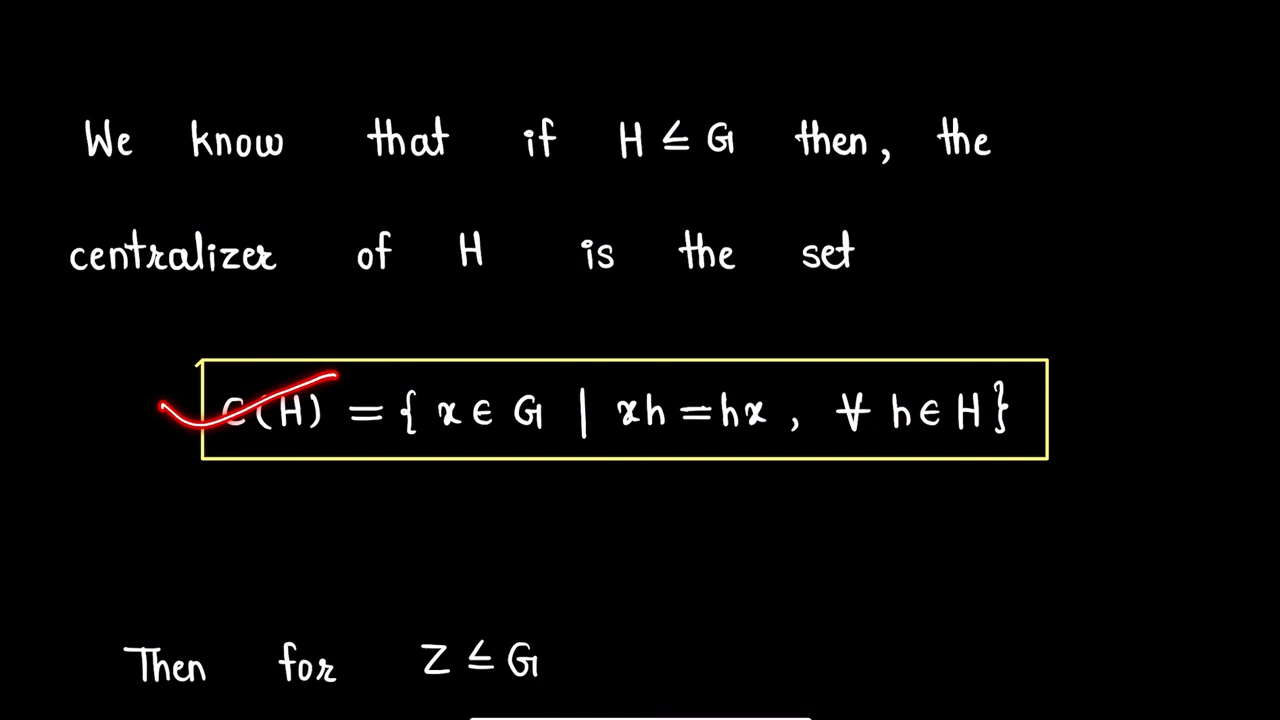 We know that if H ≤ G then, the
centralizer of H is the set
C(H) = { x ∈ G | xh = hx , ∀ h ∈ H }
Then for Z ≤ G